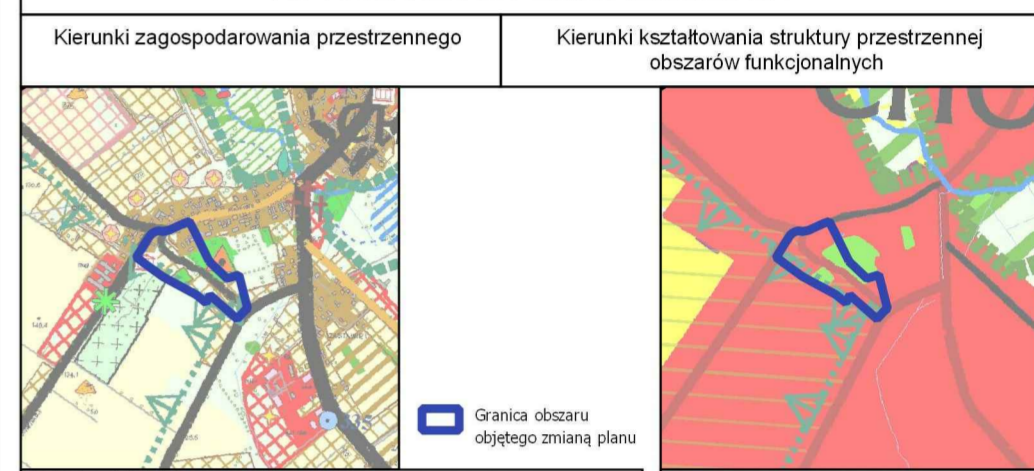 Kierunki zagospodarowania przestrzennego
Kierunki kształtowania struktury przestrzennej
obszarów funkcjonalnych
Granica obszaru
objętego zmianą planu